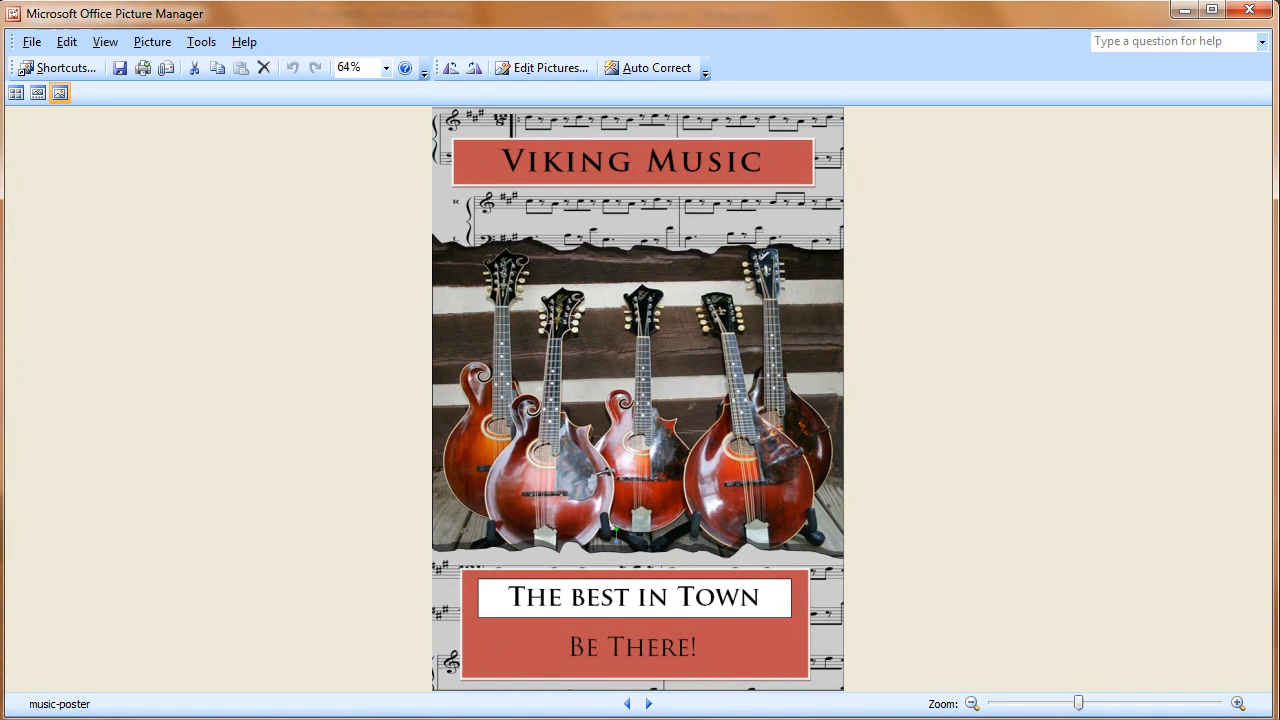 Microsoft Office Picture Manager
File Edit View Picture Tools Help
Type a question for help
Shortcuts... 64% Edit Pictures... Auto Correct
VIKING MUSIC
R
L
THE BEST IN TOWN
BE THERE!
music-poster
Zoom: